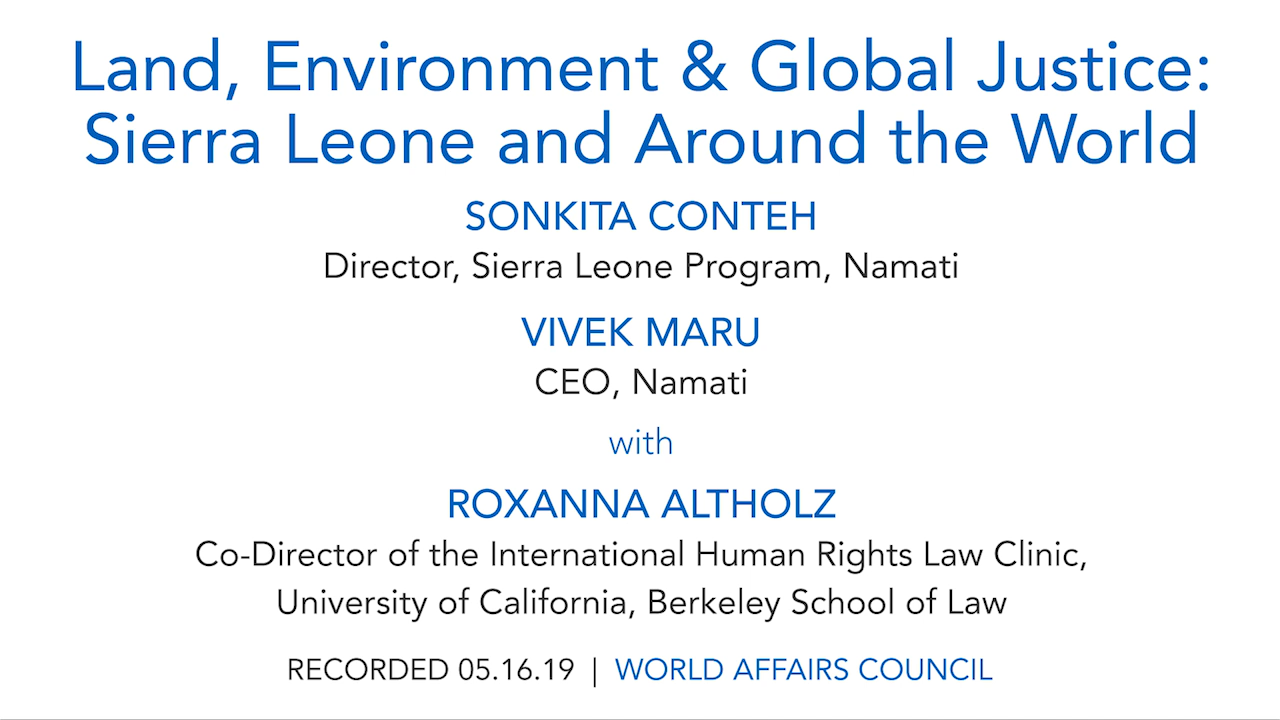 Land, Environment & Global Justice:
Sierra Leone and Around the World
SONKITA CONTEH
Director, Sierra Leone Program, Namati
VIVEK MARU
CEO, Namati
with
ROXANNA ALTHOLZ
Co-Director of the International Human Rights Law Clinic,
University of California, Berkeley School of Law
RECORDED 05.16.19 | WORLD AFFAIRS COUNCIL